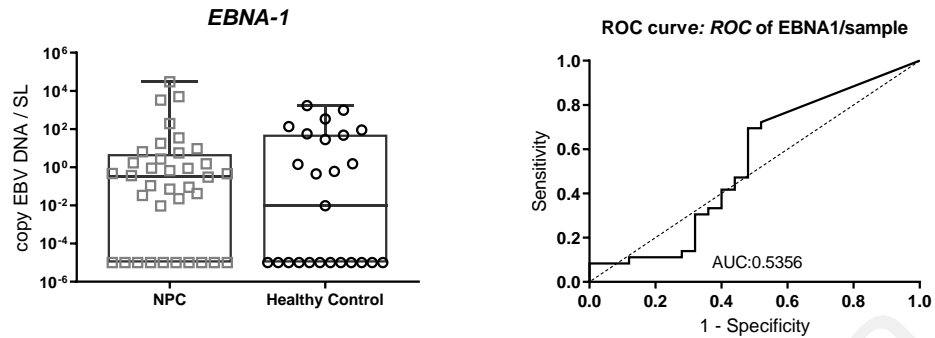 EBNA-1
copy EBV DNA / SL
10⁶
10⁴
10²
10⁰
10⁻²
10⁻⁴
10⁻⁶
NPC Healthy Control
ROC curve: ROC of EBNA1/sample
Sensitivity
1.0
0.8
0.6
0.4
0.2
0.0
AUC:0.5356
0.0 0.2 0.4 0.6 0.8 1.0
1 - Specificity